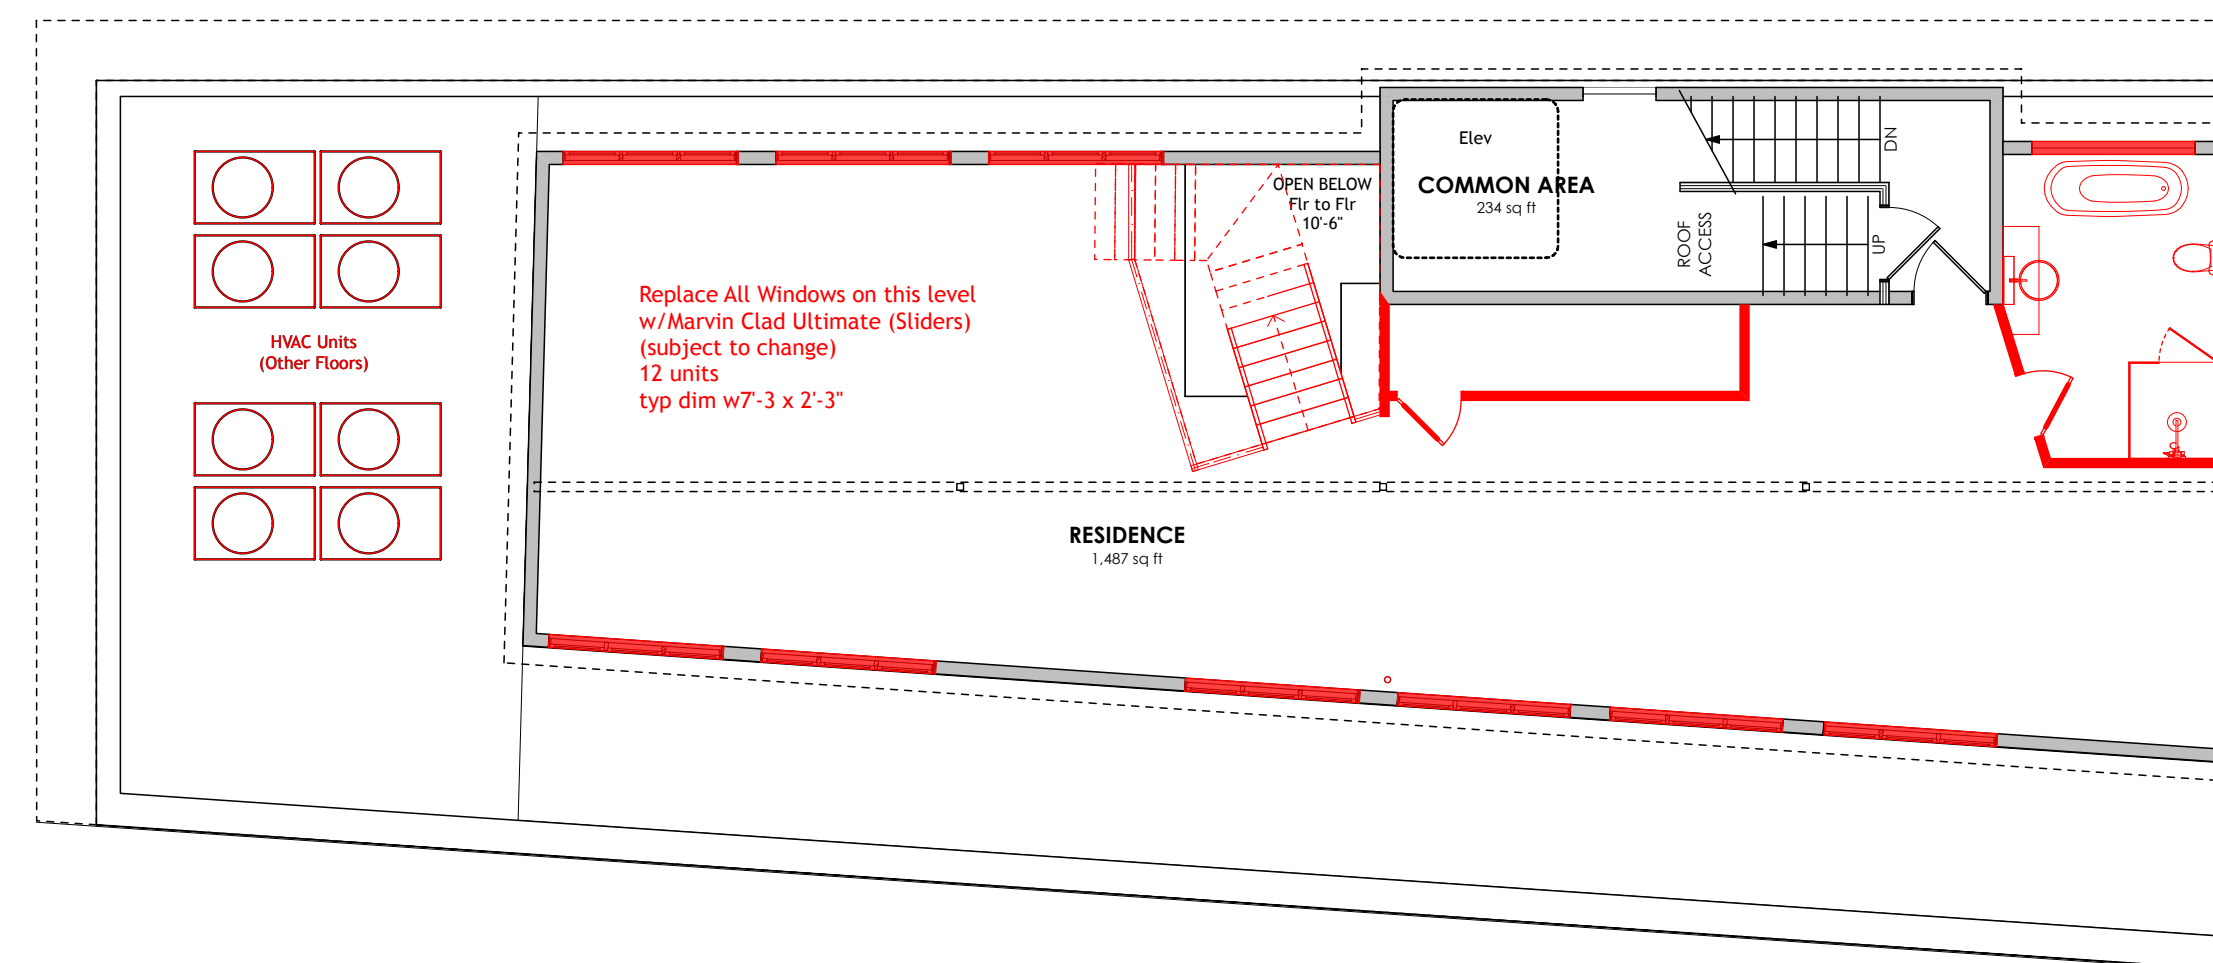 Elev
COMMON AREA
234 sq ft
DN
UP
ROOF
ACCESS
OPEN BELOW
Flr to Flr
10'-6"
Replace All Windows on this level
w/Marvin Clad Ultimate (Sliders)
(subject to change)
12 units
typ dim w7'-3 x 2'-3"
HVAC Units
(Other Floors)
RESIDENCE
1,487 sq ft